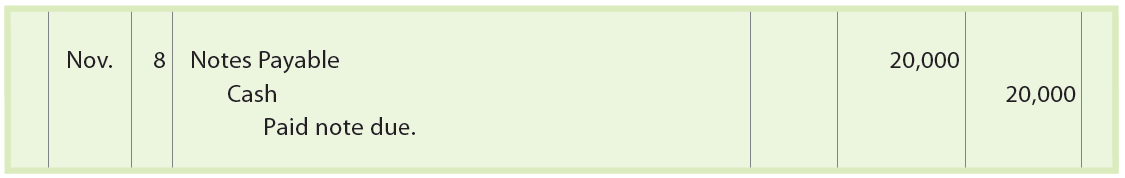 Nov. 8 Notes Payable 20,000
Cash 20,000
Paid note due.